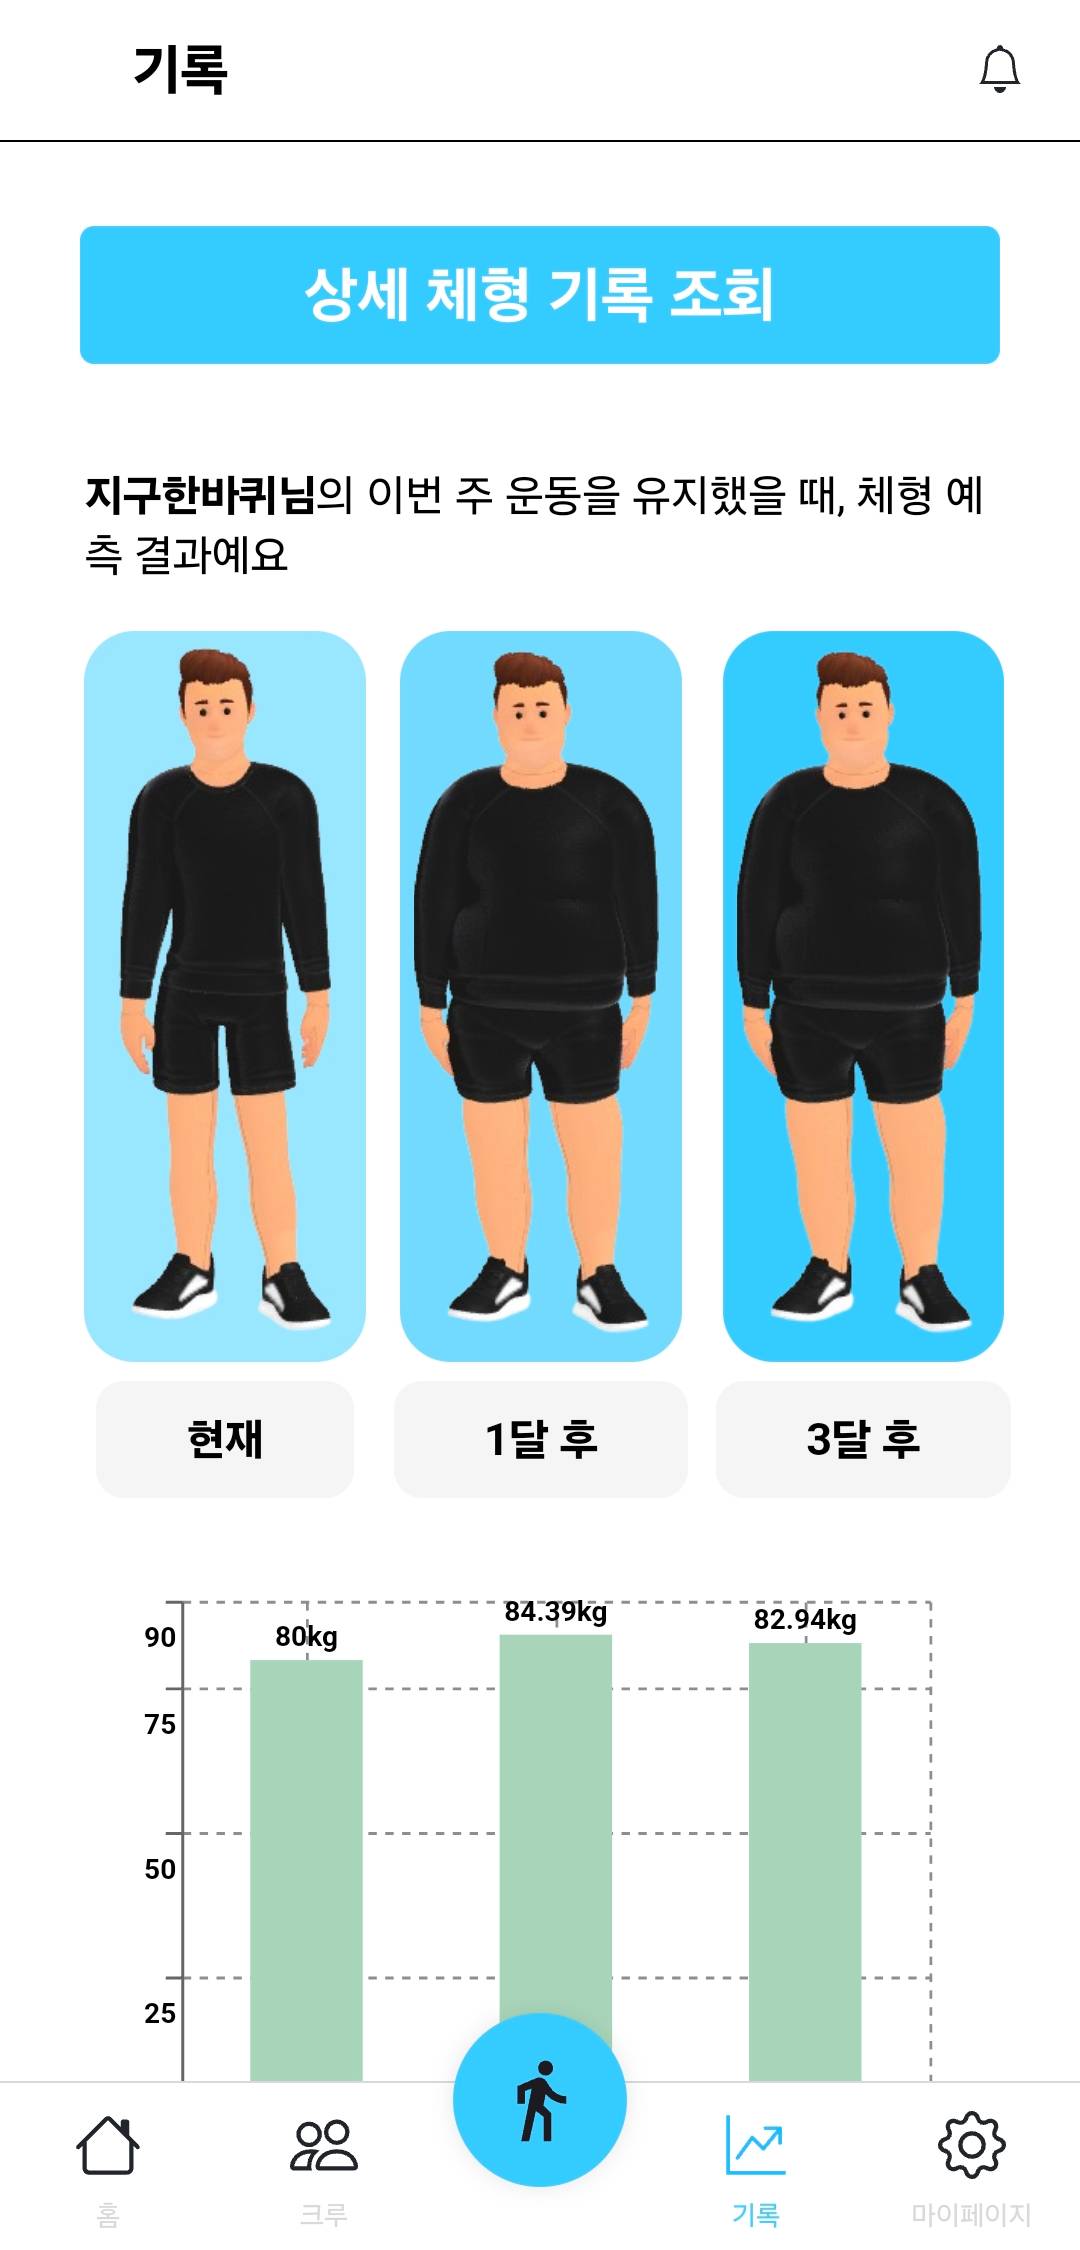 기록
상세 체형 기록 조회
지구한바퀴님의 이번 주 운동을 유지했을 때, 체형 예
측 결과예요
현재
1달 후
3달 후
90
80kg
84.39kg
82.94kg
75
50
25
홈
크루
기록
마이페이지